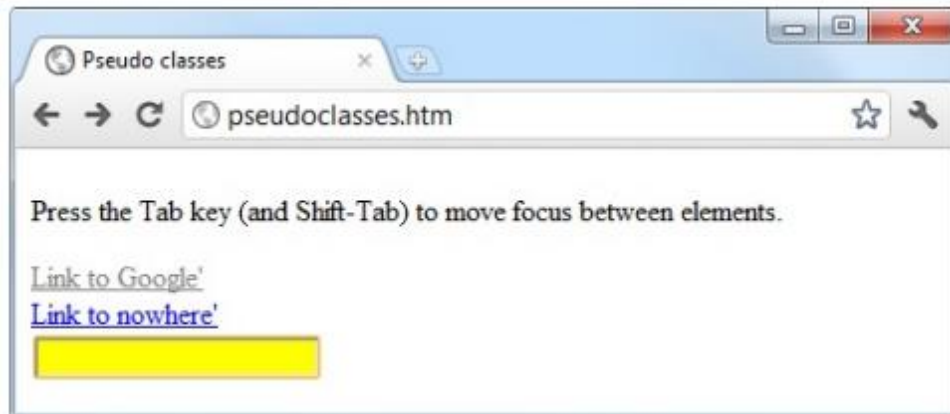 Pseudo classes
pseudoclasses.htm
Press the Tab key (and Shift-Tab) to move focus between elements.
Link to Google'
Link to nowhere'